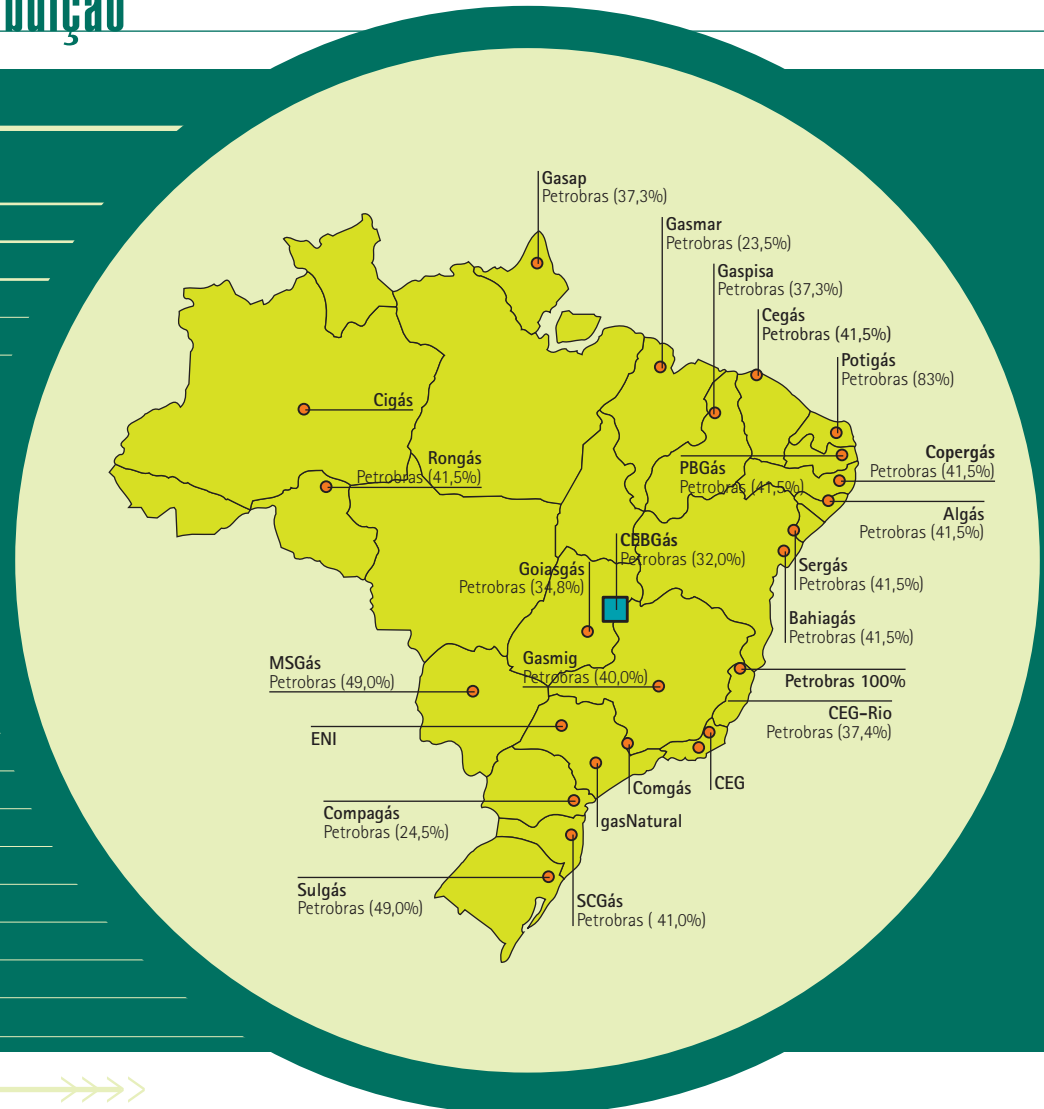 Gasap
Petrobras (37,3%)
Gasmar
Petrobras (23,5%)
Gaspisa
Petrobras (37,3%)
Cegás
Petrobras (41,5%)
Potigás
Petrobras (83%)
Cigás
Rongás
Petrobras (41,5%)
PBGás
Petrobras (41,5%)
Copergás
Petrobras (41,5%)
Algás
Petrobras (41,5%)
CEBGás
Petrobras (32,0%)
Goiasgás
Petrobras (34,8%)
Sergás
Petrobras (41,5%)
Bahiagás
Petrobras (41,5%)
MSGás
Petrobras (49,0%)
Gasmig
Petrobras (40,0%)
Petrobras 100%
CEG-Rio
Petrobras (37,4%)
ENI
CEG
Comgás
Compagás
Petrobras (24,5%)
gasNatural
Sulgás
Petrobras (49,0%)
SCGás
Petrobras ( 41,0%)